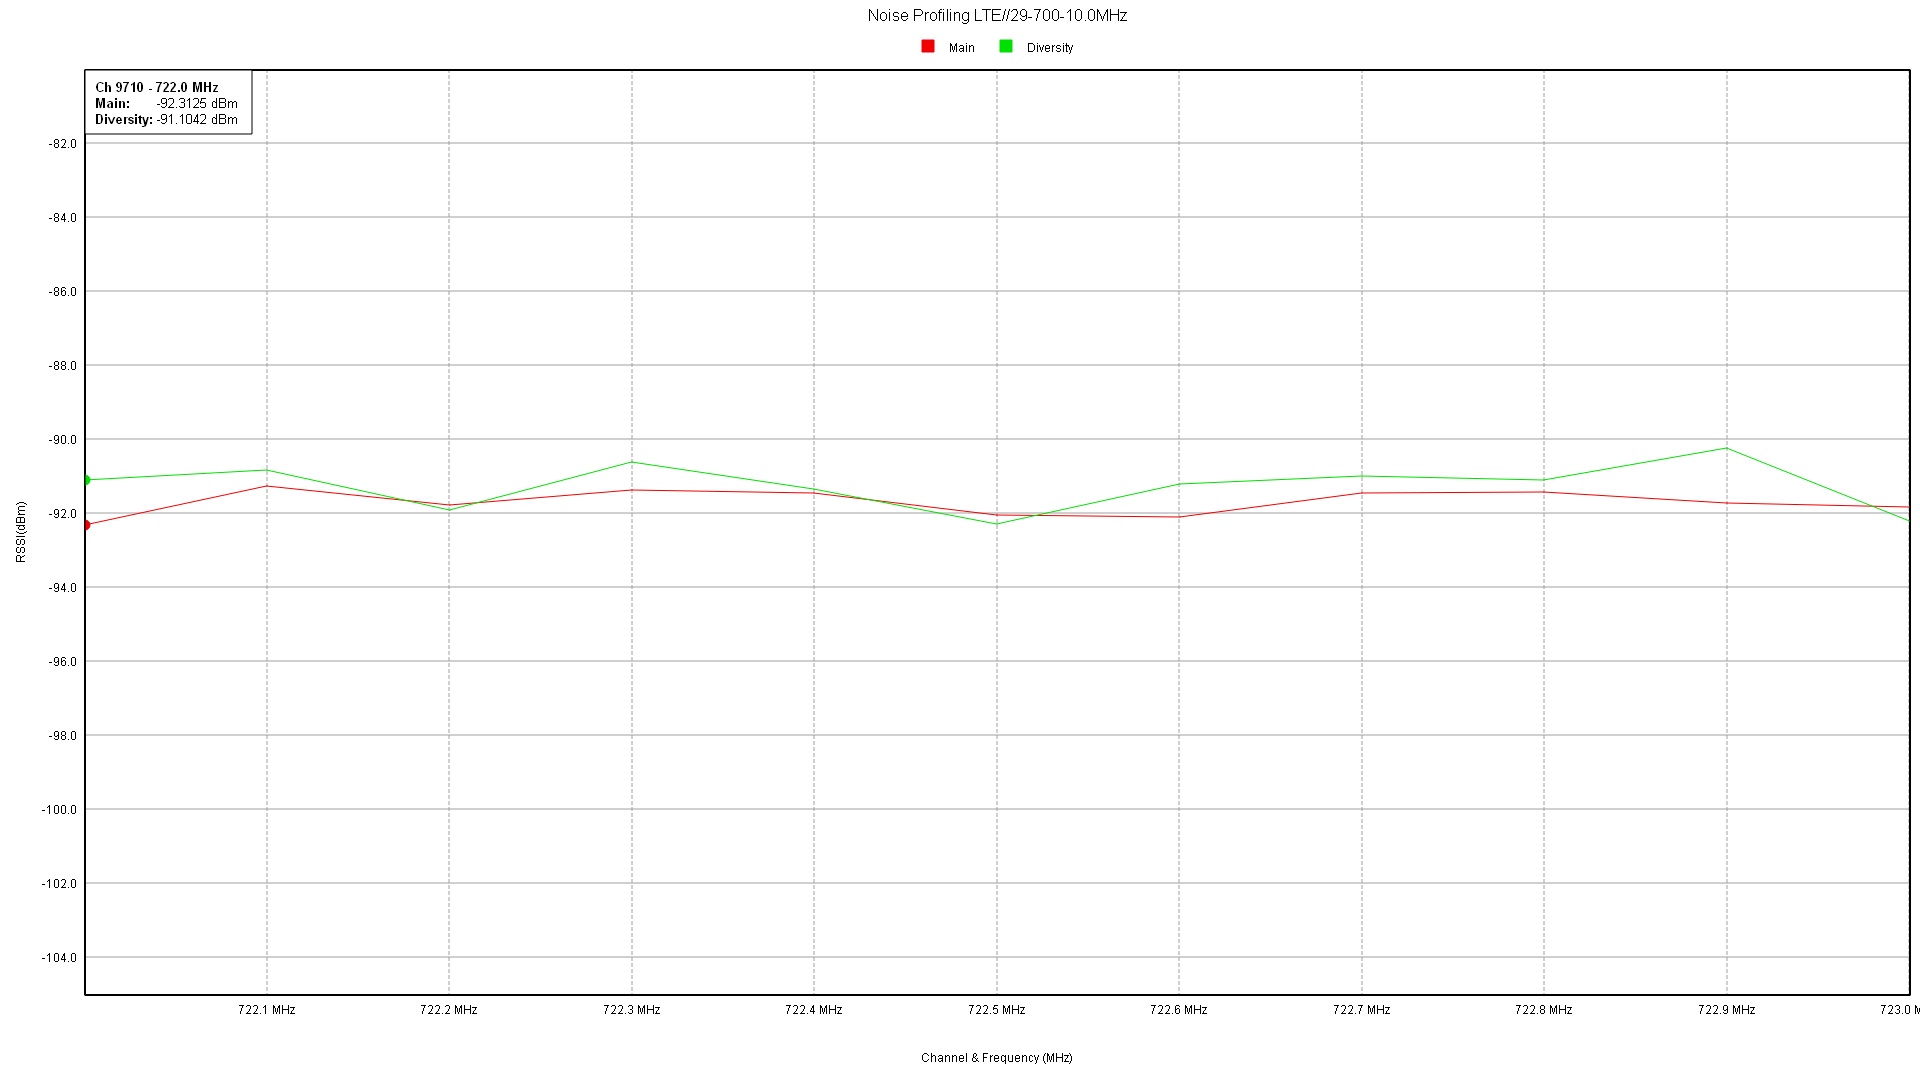 Noise Profiling LTE//29-700-10.0MHz
Main Diversity
Ch 9710 - 722.0 MHz
Main: -92.3125 dBm
Diversity: -91.1042 dBm
-82.0
-84.0
-86.0
-88.0
-90.0
-92.0
-94.0
-96.0
-98.0
-100.0
-102.0
-104.0
RSSI(dBm)
722.1 MHz 722.2 MHz 722.3 MHz 722.4 MHz 722.5 MHz 722.6 MHz 722.7 MHz 722.8 MHz 722.9 MHz 723.0 M
Channel & Frequency (MHz)